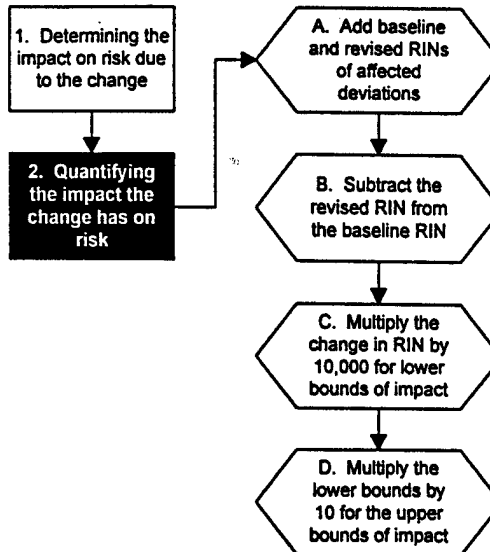 1. Determining the
impact on risk due
to the change
2. Quantifying
the impact the
change has on
risk
A. Add baseline
and revised RINs
of affected
deviations
B. Subtract the
revised RIN from
the baseline RIN
C. Multiply the
change in RIN by
10,000 for lower
bounds of impact
D. Multiply the
lower bounds by
10 for the upper
bounds of impact